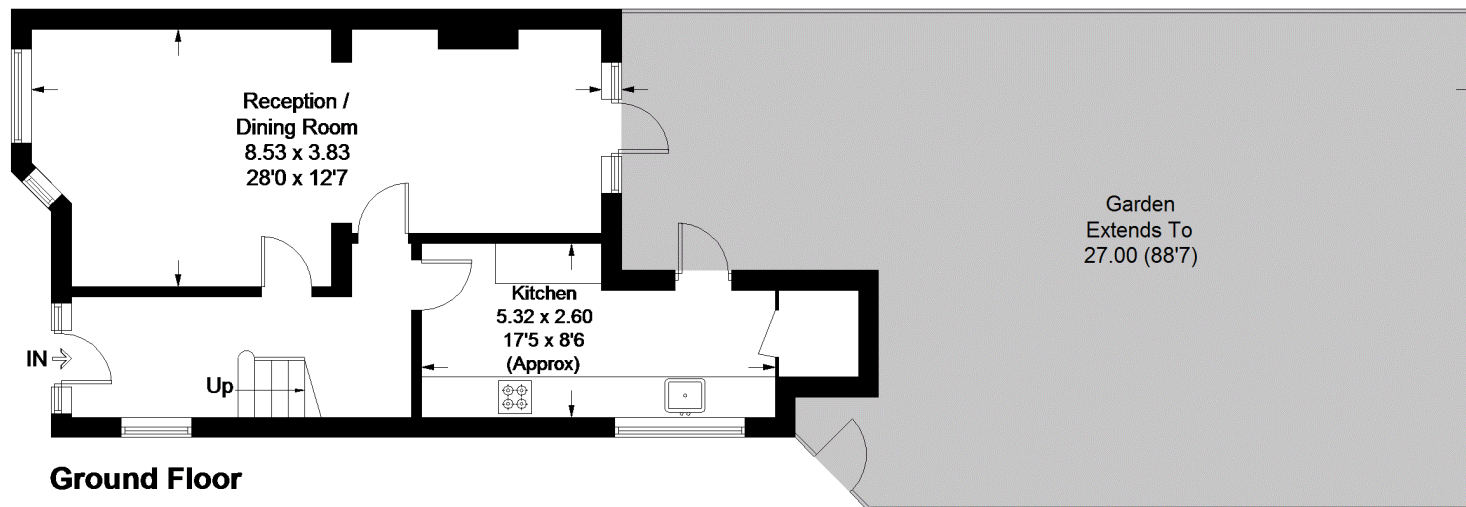 Reception /
Dining Room
8.53 x 3.83
28'0 x 12'7
Garden
Extends To
27.00 (88'7)
Kitchen
5.32 x 2.60
17'5 x 8'6
(Approx)
IN
Up
Ground Floor